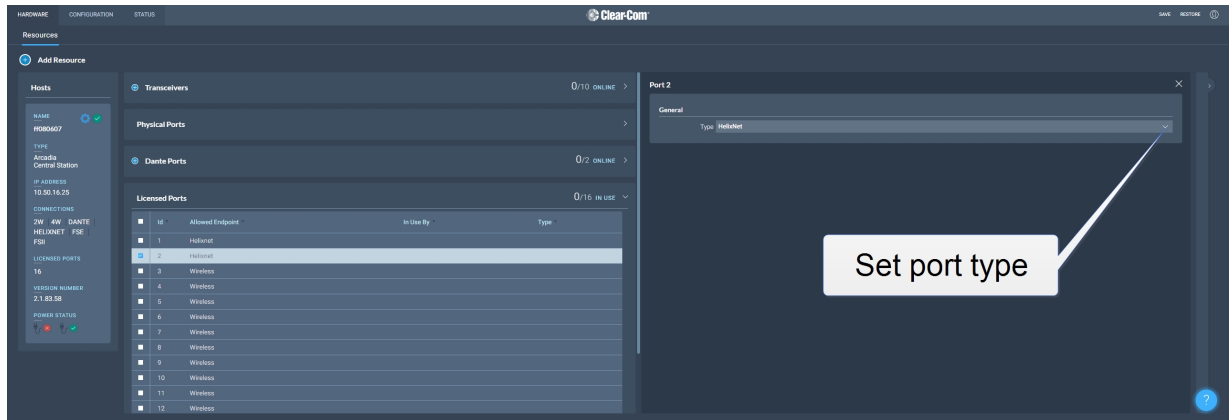 HARDWARE CONFIGURATION STATUS Clear-Com SAVE RESTORE
Resources
Add Resource
Hosts
NAME
ff080607
TYPE
Arcadia
Central Station
IP ADDRESS
10.50.16.25
CONNECTIONS
2W 4W DANTE
HELIXNET FSE
FSII
LICENSED PORTS
16
VERSION NUMBER
2.1.83.58
POWER STATUS
Transceivers 0/10 ONLINE
Physical Ports
Dante Ports 0/2 ONLINE
Licensed Ports 0/16 IN USE
Id Allowed Endpoint In Use By Type
1 Helixnet
2 Helixnet
3 Wireless
4 Wireless
5 Wireless
6 Wireless
7 Wireless
8 Wireless
9 Wireless
10 Wireless
11 Wireless
12 Wireless
Port 2
General
Type HelixNet
Set port type
?